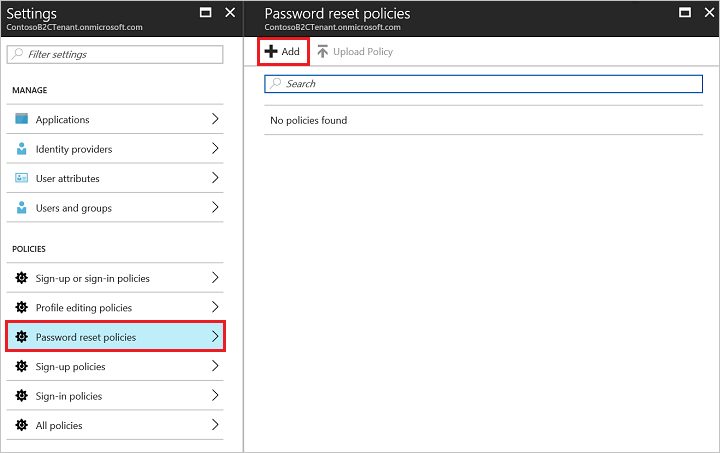 Settings
ContosoB2CTenant.onmicrosoft.com
Filter settings
MANAGE
Applications
Identity providers
User attributes
Users and groups
POLICIES
Sign-up or sign-in policies
Profile editing policies
Password reset policies
Sign-up policies
Sign-in policies
All policies
Password reset policies
ContosoB2CTenant.onmicrosoft.com
Add
Upload Policy
Search
No policies found